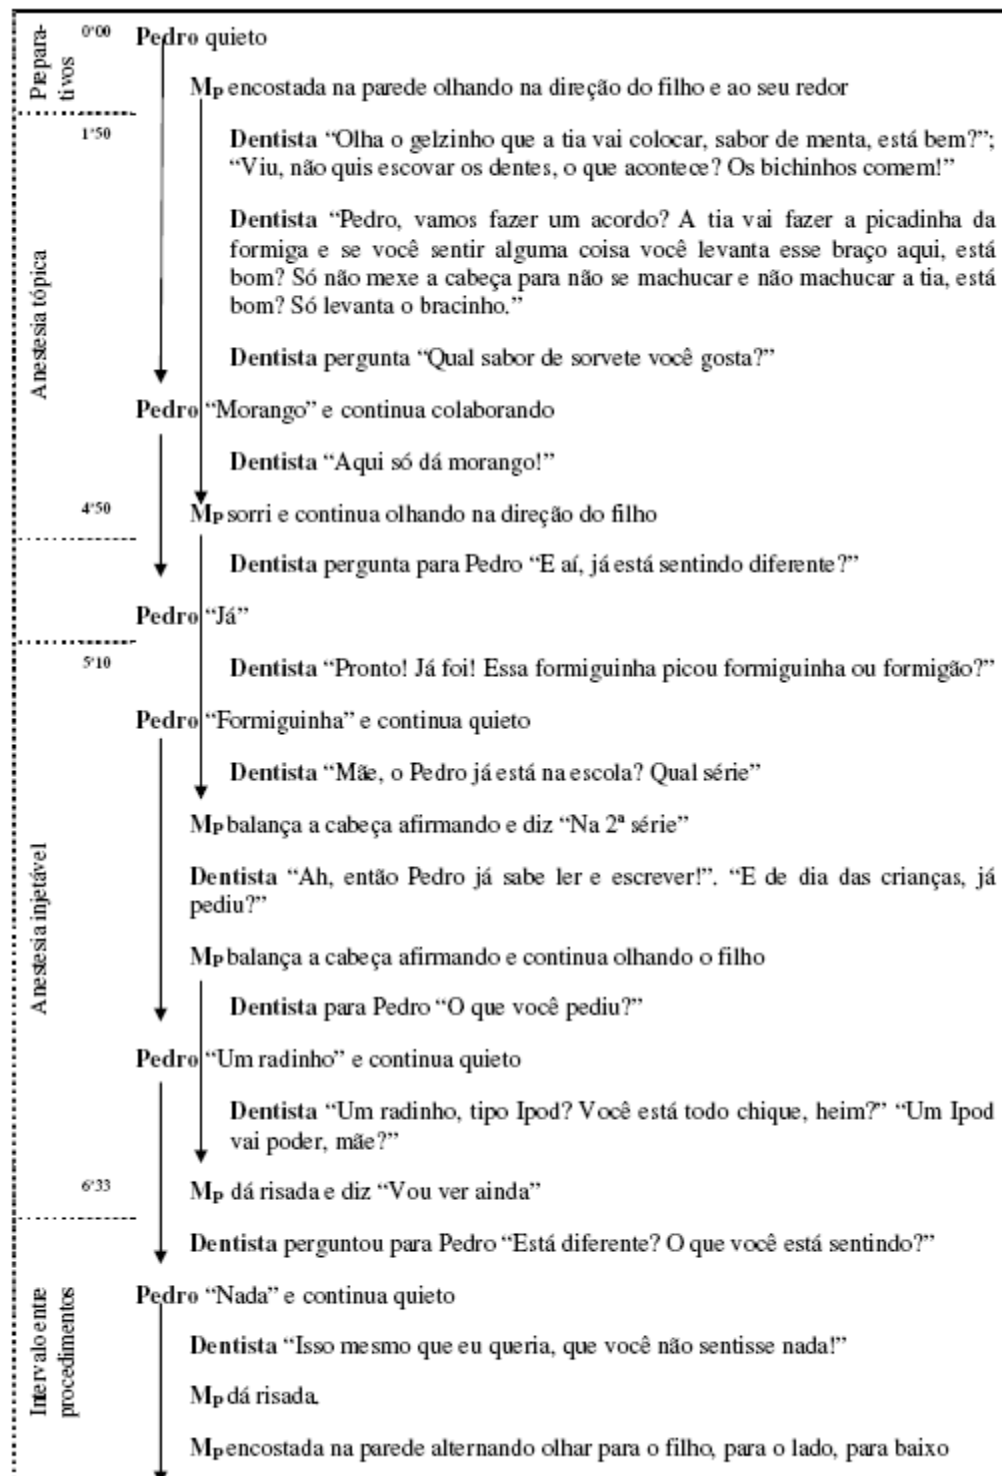 Prepara-
tivos
0'00
Pedro quieto
MP encostada na parede olhando na direção do filho e ao seu redor
Anestesia tópica
1'50
Dentista “Olha o gelzinho que a tia vai colocar, sabor de menta, está bem?”;
“Viu, não quis escovar os dentes, o que acontece? Os bichinhos comem!”
Dentista “Pedro, vamos fazer um acordo? A tia vai fazer a picadinha da
formiga e se você sentir alguma coisa você levanta esse braço aqui, está
bom? Só não mexe a cabeça para não se machucar e não machucar a tia, está
bom? Só levanta o bracinho.”
Dentista pergunta “Qual sabor de sorvete você gosta?”
Pedro “Morango” e continua colaborando
Dentista “Aqui só dá morango!”
4'50
MP sorri e continua olhando na direção do filho
Dentista pergunta para Pedro “E aí, já está sentindo diferente?”
Pedro “Já”
Anestesia injetável
5'10
Dentista “Pronto! Já foi! Essa formiguinha picou formiguinha ou formigão?”
Pedro “Formiguinha” e continua quieto
Dentista “Mãe, o Pedro já está na escola? Qual série”
MP balança a cabeça afirmando e diz “Na 2ª série”
Dentista “Ah, então Pedro já sabe ler e escrever!”. “E de dia das crianças, já
pediu?”
MP balança a cabeça afirmando e continua olhando o filho
Dentista para Pedro “O que você pediu?”
Pedro “Um radinho” e continua quieto
Dentista “Um radinho, tipo Ipod? Você está todo chique, heim?” “Um Ipod
vai poder, mãe?”
6'33
MP dá risada e diz “Vou ver ainda”
Dentista perguntou para Pedro “Está diferente? O que você está sentindo?”
Intervalo entre
procedimentos
Pedro “Nada” e continua quieto
Dentista “Isso mesmo que eu queria, que você não sentisse nada!”
MP dá risada.
MP encostada na parede alternando olhar para o filho, para o lado, para baixo